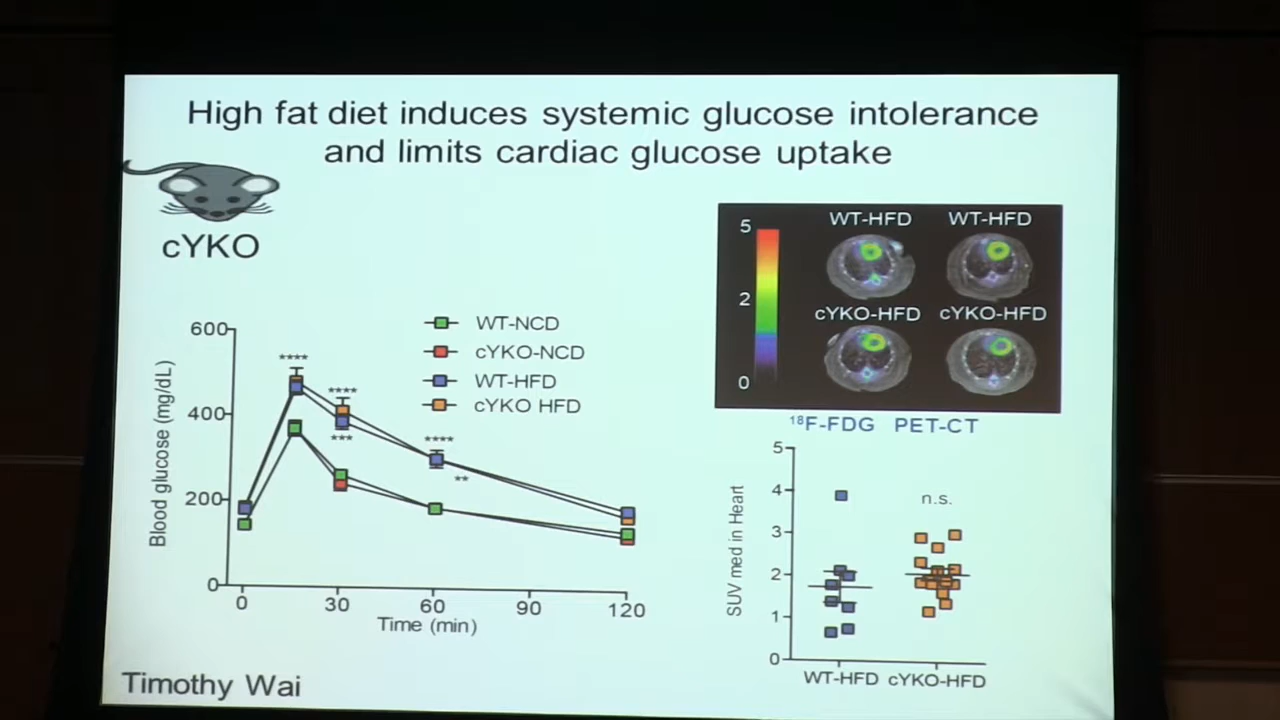 High fat diet induces systemic glucose intolerance
and limits cardiac glucose uptake
cYKO
WT-NCD
cYKO-NCD
WT-HFD
cYKO HFD
600
400
200
0
Blood glucose (mg/dL)
****
****
***
****
**
0 30 60 90 120
Time (min)
5
2
0
WT-HFD WT-HFD
cYKO-HFD cYKO-HFD
18F-FDG PET-CT
5
4
3
2
1
0
SUV med in Heart
n.s.
WT-HFD cYKO-HFD
Timothy Wai